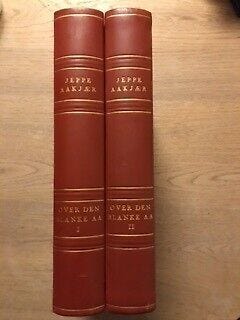 JEPPE
AAKJÆR
OVER DEN
BLANKE AA
I
JEPPE
AAKJÆR
OVER DEN
BLANKE AA
II